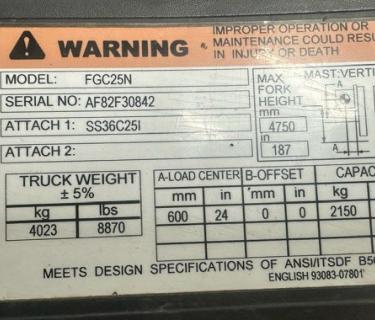 WARNING
IMPROPER OPERATION OR
MAINTENANCE COULD RESU
IN INJURY OR DEATH
MODEL: FGC25N
SERIAL NO: AF82F30842
ATTACH 1: SS36C25I
ATTACH 2:
MAX
FORK
HEIGHT
mm
4750
in
187
MAST:VERTI
TRUCK WEIGHT
± 5%
kg lbs
4023 8870
A-LOAD CENTER B-OFFSET CAPAC
mm in mm in kg
600 24 0 0 2150
MEETS DESIGN SPECIFICATIONS OF ANSI/ITSDF B56
ENGLISH 93083-07801